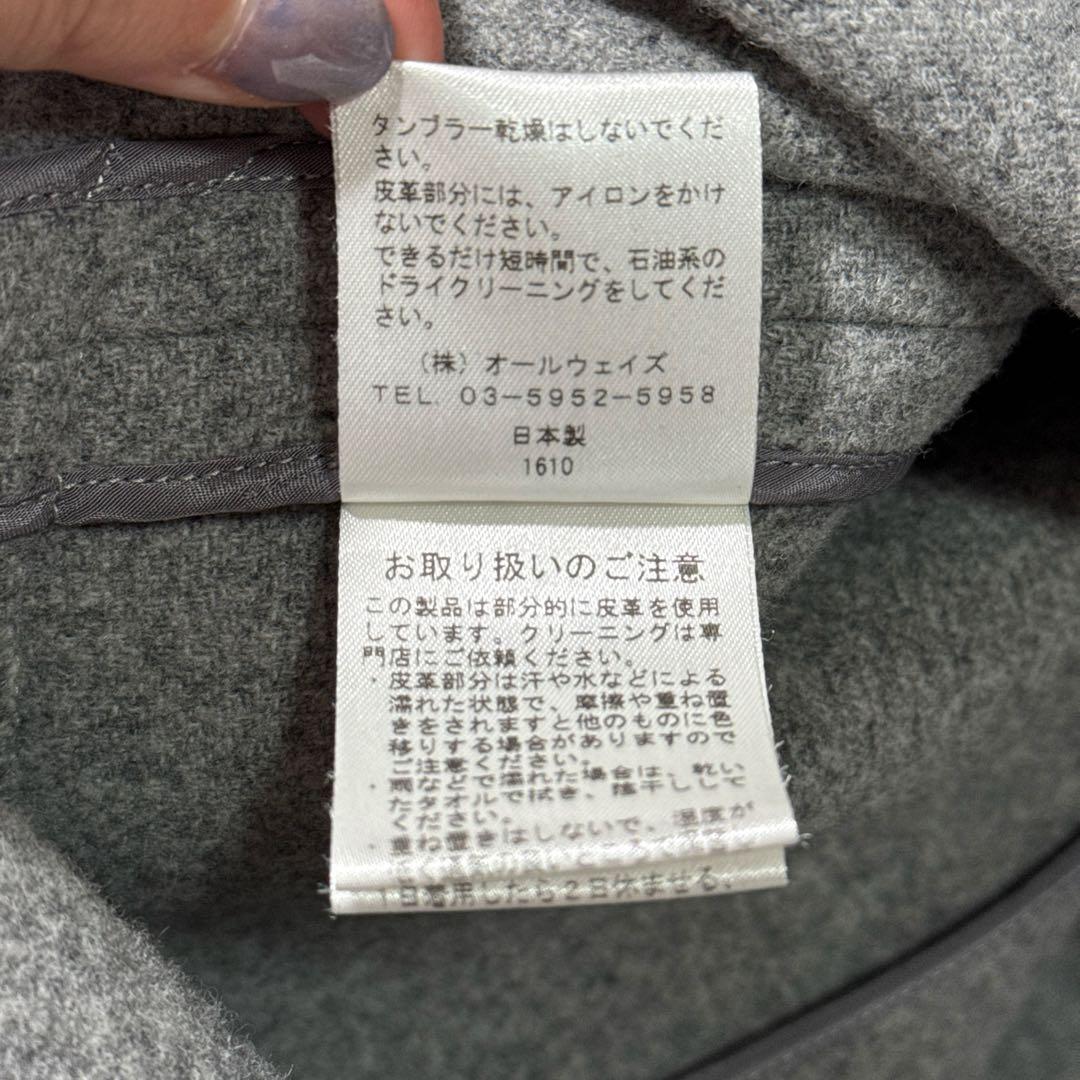 タンブラー乾燥はしないでくだ
さい。
皮革部分には、アイロンをかけ
ないでください。
できるだけ短時間で、石油系の
ドライクリーニングをしてくだ
さい。
(株)オールウェイズ
TEL. 03-5952-5958
日本製
1610
お取り扱いのご注意
この製品は部分的に皮革を使用
しています。クリーニングは専
門店にご依頼ください。
・皮革部分は汗や水などによる
濡れた状態で、摩擦や重ね置
きをされますと他のものに色
移りする場合がありますので
ご注意ください。
・雨などで濡れた場合は、乾い
たタオルで拭き、陰干しして
ください。
・重ね置きはしないで、湿度が
1日着用したら2日休ませる、